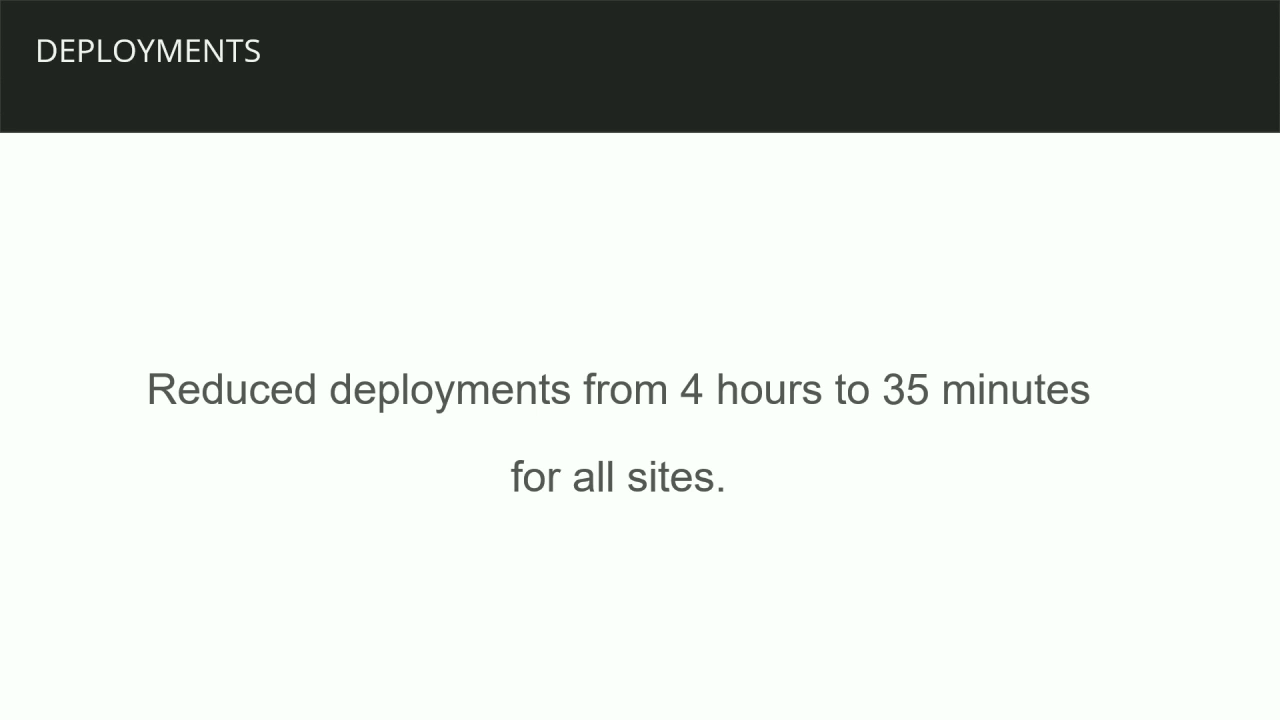 DEPLOYMENTS
Reduced deployments from 4 hours to 35 minutes
for all sites.